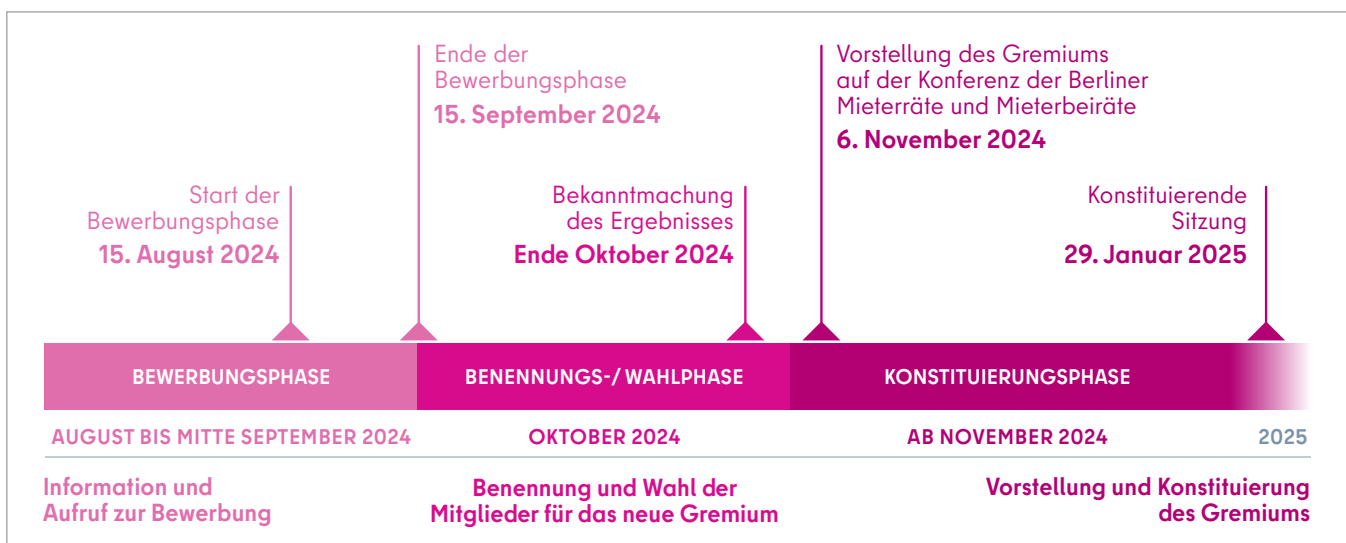 Ende der
Bewerbungsphase
15. September 2024
Vorstellung des Gremiums
auf der Konferenz der Berliner
Mieterräte und Mieterbeiräte
6. November 2024
Start der
Bewerbungsphase
15. August 2024
Bekanntmachung
des Ergebnisses
Ende Oktober 2024
Konstituierende
Sitzung
29. Januar 2025
BEWERBUNGSPHASE
BENENNUNGS-/ WAHLPHASE
KONSTITUIERUNGSPHASE
AUGUST BIS MITTE SEPTEMBER 2024
OKTOBER 2024
AB NOVEMBER 2024
2025
Information und
Aufruf zur Bewerbung
Benennung und Wahl der
Mitglieder für das neue Gremium
Vorstellung und Konstituierung
des Gremiums